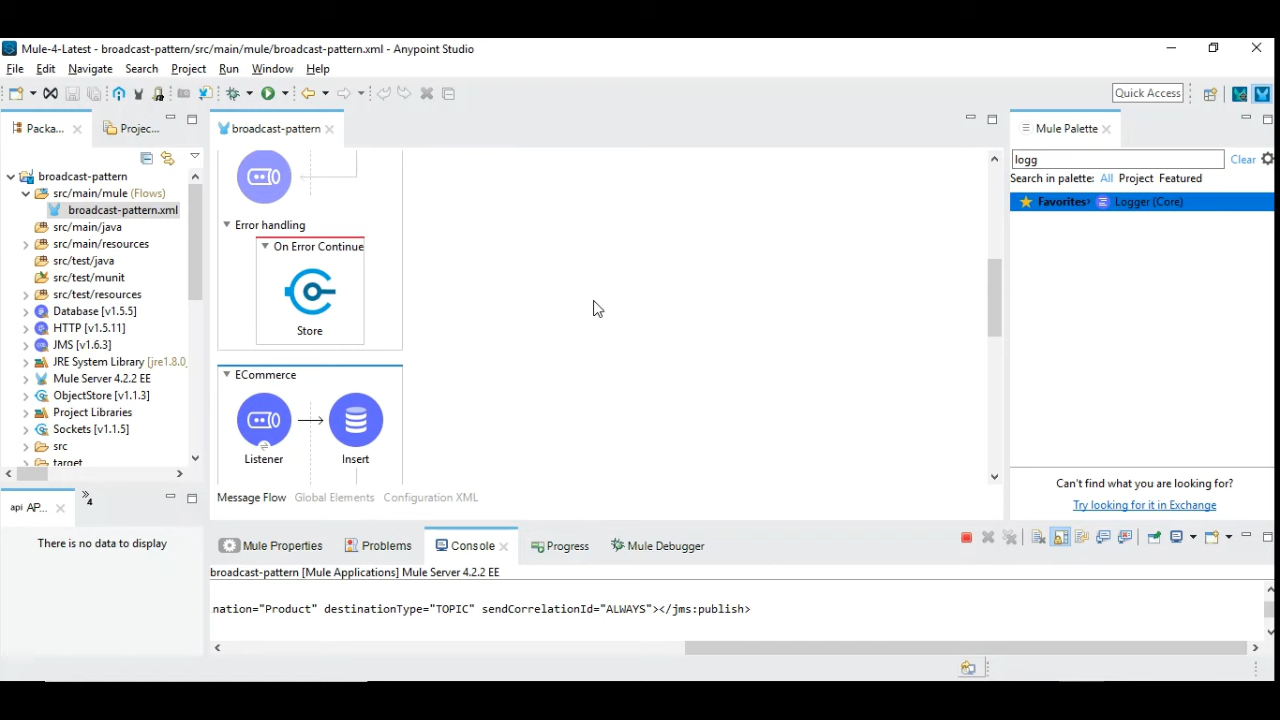 Mule-4-Latest - broadcast-pattern/src/main/mule/broadcast-pattern.xml - Anypoint Studio
File Edit Navigate Search Project Run Window Help
Quick Access
Packa...
Projec...
broadcast-pattern
src/main/mule (Flows)
broadcast-pattern.xml
src/main/java
src/main/resources
src/test/java
src/test/munit
src/test/resources
Database [v1.5.5]
HTTP [v1.5.11]
JMS [v1.6.3]
JRE System Library [jre1.8.0_
Mule Server 4.2.2 EE
ObjectStore [v1.1.3]
Project Libraries
Sockets [v1.1.5]
src
target
api AP...
4
There is no data to display
broadcast-pattern
Error handling
On Error Continue
Store
ECommerce
Listener
Insert
Message Flow Global Elements Configuration XML
Mule Palette
logg
Clear
Search in palette: All Project Featured
Favorites› Logger (Core)
Can't find what you are looking for?
Try looking for it in Exchange
Mule Properties Problems Console Progress Mule Debugger
broadcast-pattern [Mule Applications] Mule Server 4.2.2 EE
nation="Product" destinationType="TOPIC" sendCorrelationId="ALWAYS"></jms:publish>